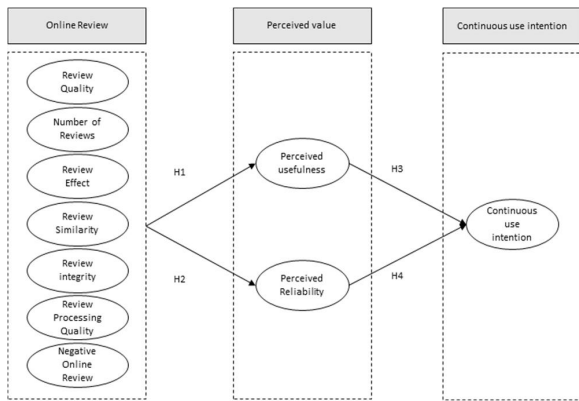 Online Review
Perceived value
Continuous use intention
Review
Quality
Number of
Reviews
Review
Effect
Review
Similarity
Review
integrity
Review
Processing
Quality
Negative
Online
Review
H1
H2
Perceived
usefulness
Perceived
Reliability
H3
H4
Continuous
use
intention